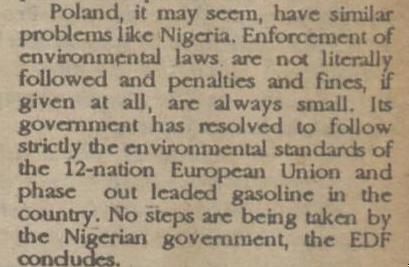 Poland, it may seem, have similar
problems like Nigeria. Enforcement of
environmental laws are not literally
followed and penalties and fines, if
given at all, are always small. Its
government has resolved to follow
strictly the environmental standards of
the 12-nation European Union and
phase out leaded gasoline in the
country. No steps are being taken by
the Nigerian government, the EDF
concludes.